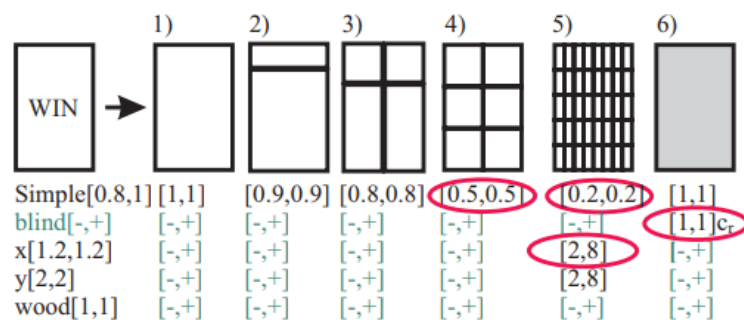 1) 2) 3) 4) 5) 6)
WIN
Simple[0.8,1] [1,1] [0.9,0.9] [0.8,0.8] [0.5,0.5] [0.2,0.2] [1,1]
blind[-,+] [-,+] [-,+] [-,+] [-,+] [-,+] [1,1]cᵣ
x[1.2,1.2] [-,+] [-,+] [-,+] [-,+] [2,8] [-,+]
y[2,2] [-,+] [-,+] [-,+] [-,+] [2,8] [-,+]
wood[1,1] [-,+] [-,+] [-,+] [-,+] [-,+] [-,+]